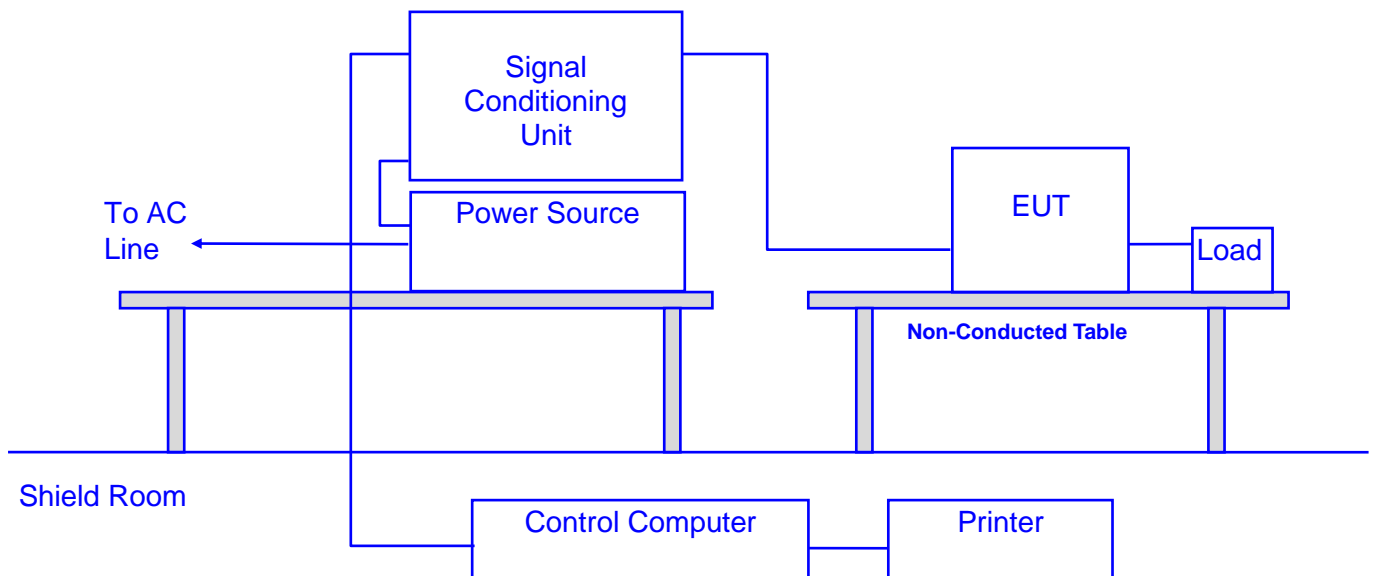 Signal
Conditioning
Unit
To AC
Line
Power Source
EUT
Load
Non-Conducted Table
Shield Room
Control Computer
Printer